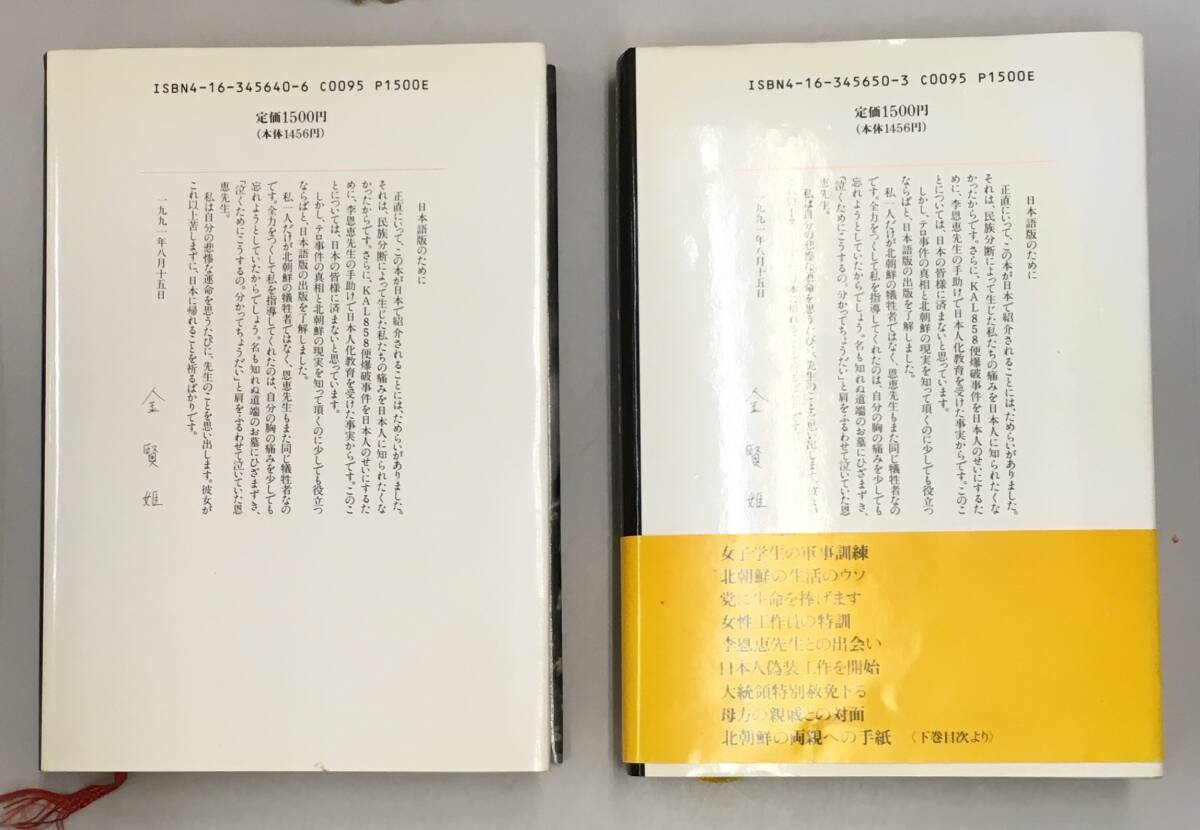 ISBN4-16-345640-6 C0095 P1500E
定価1500円
(本体1456円)
日本語版のために
正直にいって、この本が日本で紹介されることには、ためらいがありました。
それは、民族分断によって生じた私たちの痛みを日本人に知られたくな
かったからです。さらに、KAL858便爆破事件を日本人のせいにするた
めに、李恩恵先生の手助けで日本人化教育を受けた事実からです。このこ
とについては、日本の皆様に済まないと思っています。
しかし、テロ事件の真相と北朝鮮の現実を知って頂くのに少しでも役立つ
ならばと、日本語版の出版を了解しました。
私一人だけが北朝鮮の犠牲者ではなく、恩恵先生もまた同じ犠牲者なの
です。全力をつくして私を指導してくれたのは、自分の胸の痛みを少しでも
忘れようとしていたからでしょう。名も知れぬ道端のお墓にひざまずき、
「泣くためにこうするの。分かってちょうだい」と肩をふるわせて泣いていた恩
恵先生。
私は自分の悲惨な運命を思うたびに、先生のことを思い出します。彼女が
これ以上苦しまずに、日本に帰れることを祈るばかりです。
一九九一年八月十五日
金賢姫
ISBN4-16-345650-3 C0095 P1500E
定価1500円
(本体1456円)
日本語版のために
正直にいって、この本が日本で紹介されることには、ためらいがありました。
それは、民族分断によって生じた私たちの痛みを日本人に知られたくな
かったからです。さらに、KAL858便爆破事件を日本人のせいにするた
めに、李恩恵先生の手助けで日本人化教育を受けた事実からです。このこ
とについては、日本の皆様に済まないと思っています。
しかし、テロ事件の真相と北朝鮮の現実を知って頂くのに少しでも役立つ
ならばと、日本語版の出版を了解しました。
私一人だけが北朝鮮の犠牲者ではなく、恩恵先生もまた同じ犠牲者なの
です。全力をつくして私を指導してくれたのは、自分の胸の痛みを少しでも
忘れようとしていたからでしょう。名も知れぬ道端のお墓にひざまずき、
「泣くためにこうするの。分かってちょうだい」と肩をふるわせて泣いていた恩
恵先生。
私は自分の悲惨な運命を思うたびに、先生のことを思い出します。彼女が
一九九一年八月十五日
金賢姫
女子学生の軍事訓練
北朝鮮の生活のウソ
党に生命を捧げます
女性工作員の特訓
李恩恵先生との出会い
日本人偽装工作を開始
大統領特別赦免下る
母方の親戚との対面
北朝鮮の両親への手紙 〈下巻目次より〉